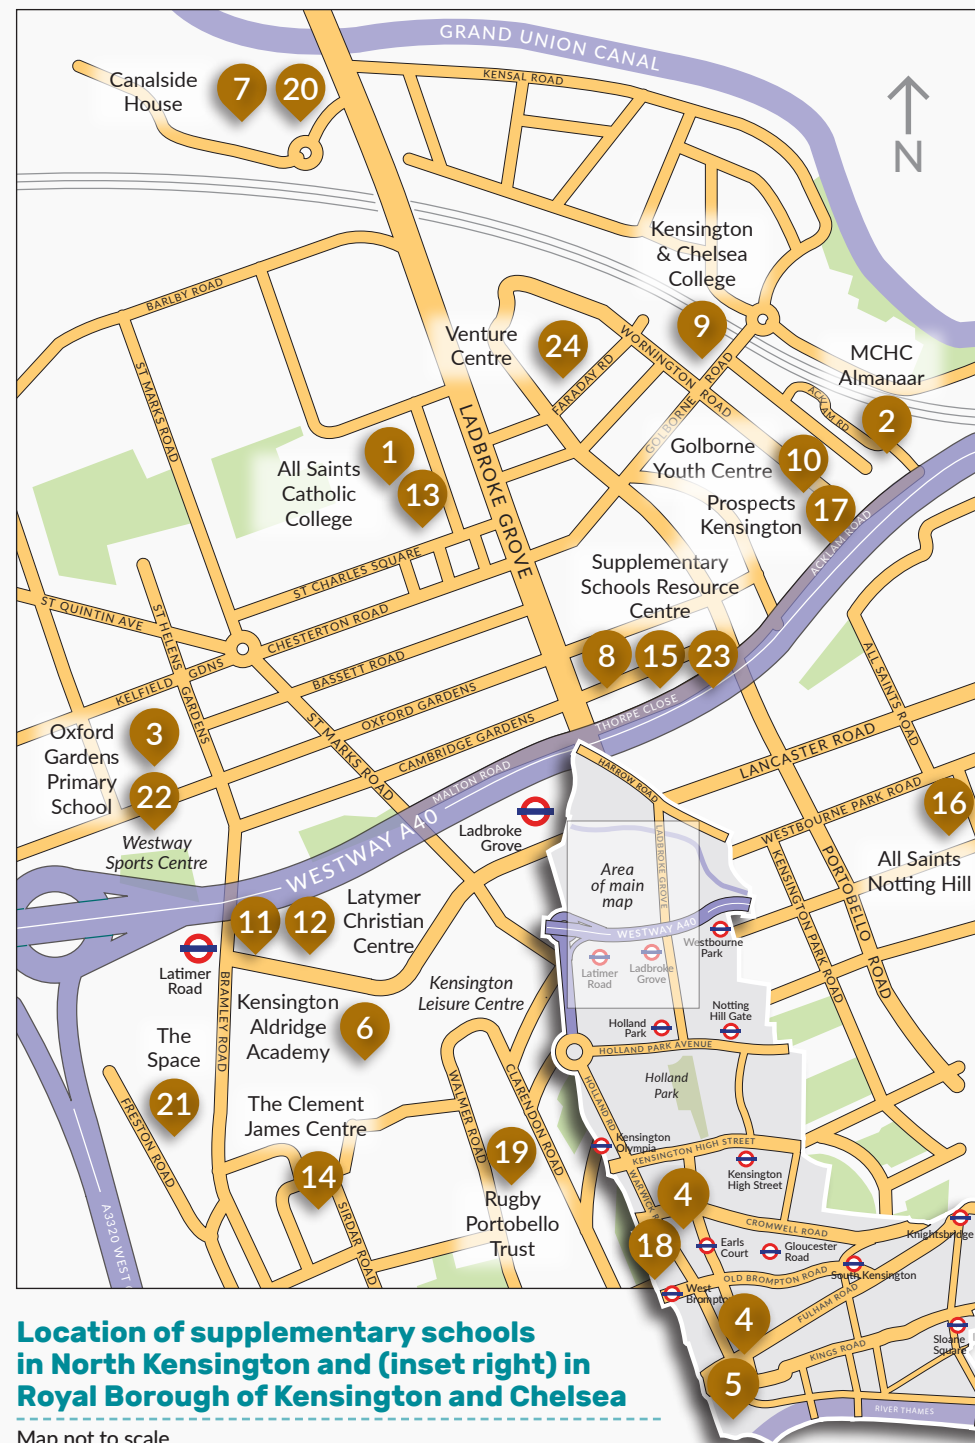 GRAND UNION CANAL
KENSAL ROAD
Canalside
House
7
20
N
Kensington
& Chelsea
College
9
BARLBY ROAD
Venture
Centre
24
WORNINGTON ROAD
FARADAY RD
GOLBORNE ROAD
MCHC
Almanaar
ACKLAM RD
2
ST MARKS ROAD
LADBROKE GROVE
1
All Saints
Catholic
College
13
Golborne
Youth Centre
10
Prospects
Kensington
17
ACKLAM ROAD
ST CHARLES SQUARE
Supplementary
Schools Resource
Centre
8
15
23
ST QUINTIN AVE
ST HELENS GARDENS
CHESTERTON ROAD
KELFIELD GDNS
BASSETT ROAD
OXFORD GARDENS
CAMBRIDGE GARDENS
ST MARKS ROAD
THORPE CLOSE
ALL SAINTS ROAD
LANCASTER ROAD
Oxford
Gardens
Primary
School
3
22
MALTON ROAD
WESTWAY A40
Westway
Sports Centre
Ladbroke
Grove
HARROW ROAD
WESTBOURNE PARK ROAD
16
All Saints
Notting Hill
KENSINGTON PARK ROAD
PORTOBELLO ROAD
LADBROKE GROVE
Area
of main
map
WESTWAY A40
Westbourne
Park
Latimer
Road
Ladbroke
Grove
11
12
Latymer
Christian
Centre
Latimer
Road
BRAMLEY ROAD
Kensington
Leisure Centre
Kensington
Aldridge
Academy
6
Notting
Hill Gate
Holland
Park
HOLLAND PARK AVENUE
Holland
Park
HOLLAND RD
The
Space
21
FRESTON ROAD
The Clement
James Centre
14
SIRDAR ROAD
WALMER ROAD
CLARENDON ROAD
19
Rugby
Portobello
Trust
A3320 WEST
Kensington
Olympia
KENSINGTON HIGH STREET
Kensington
High Street
WARWICK R
4
18
CROMWELL ROAD
Knightsbridge
Earls
Court
Gloucester
Road
South Kensington
OLD BROMPTON ROAD
West
Brompton
FULHAM ROAD
4
KINGS ROAD
Sloane
Square
5
RIVER THAMES
Location of supplementary schools
in North Kensington and (inset right) in
Royal Borough of Kensington and Chelsea
Map not to scale